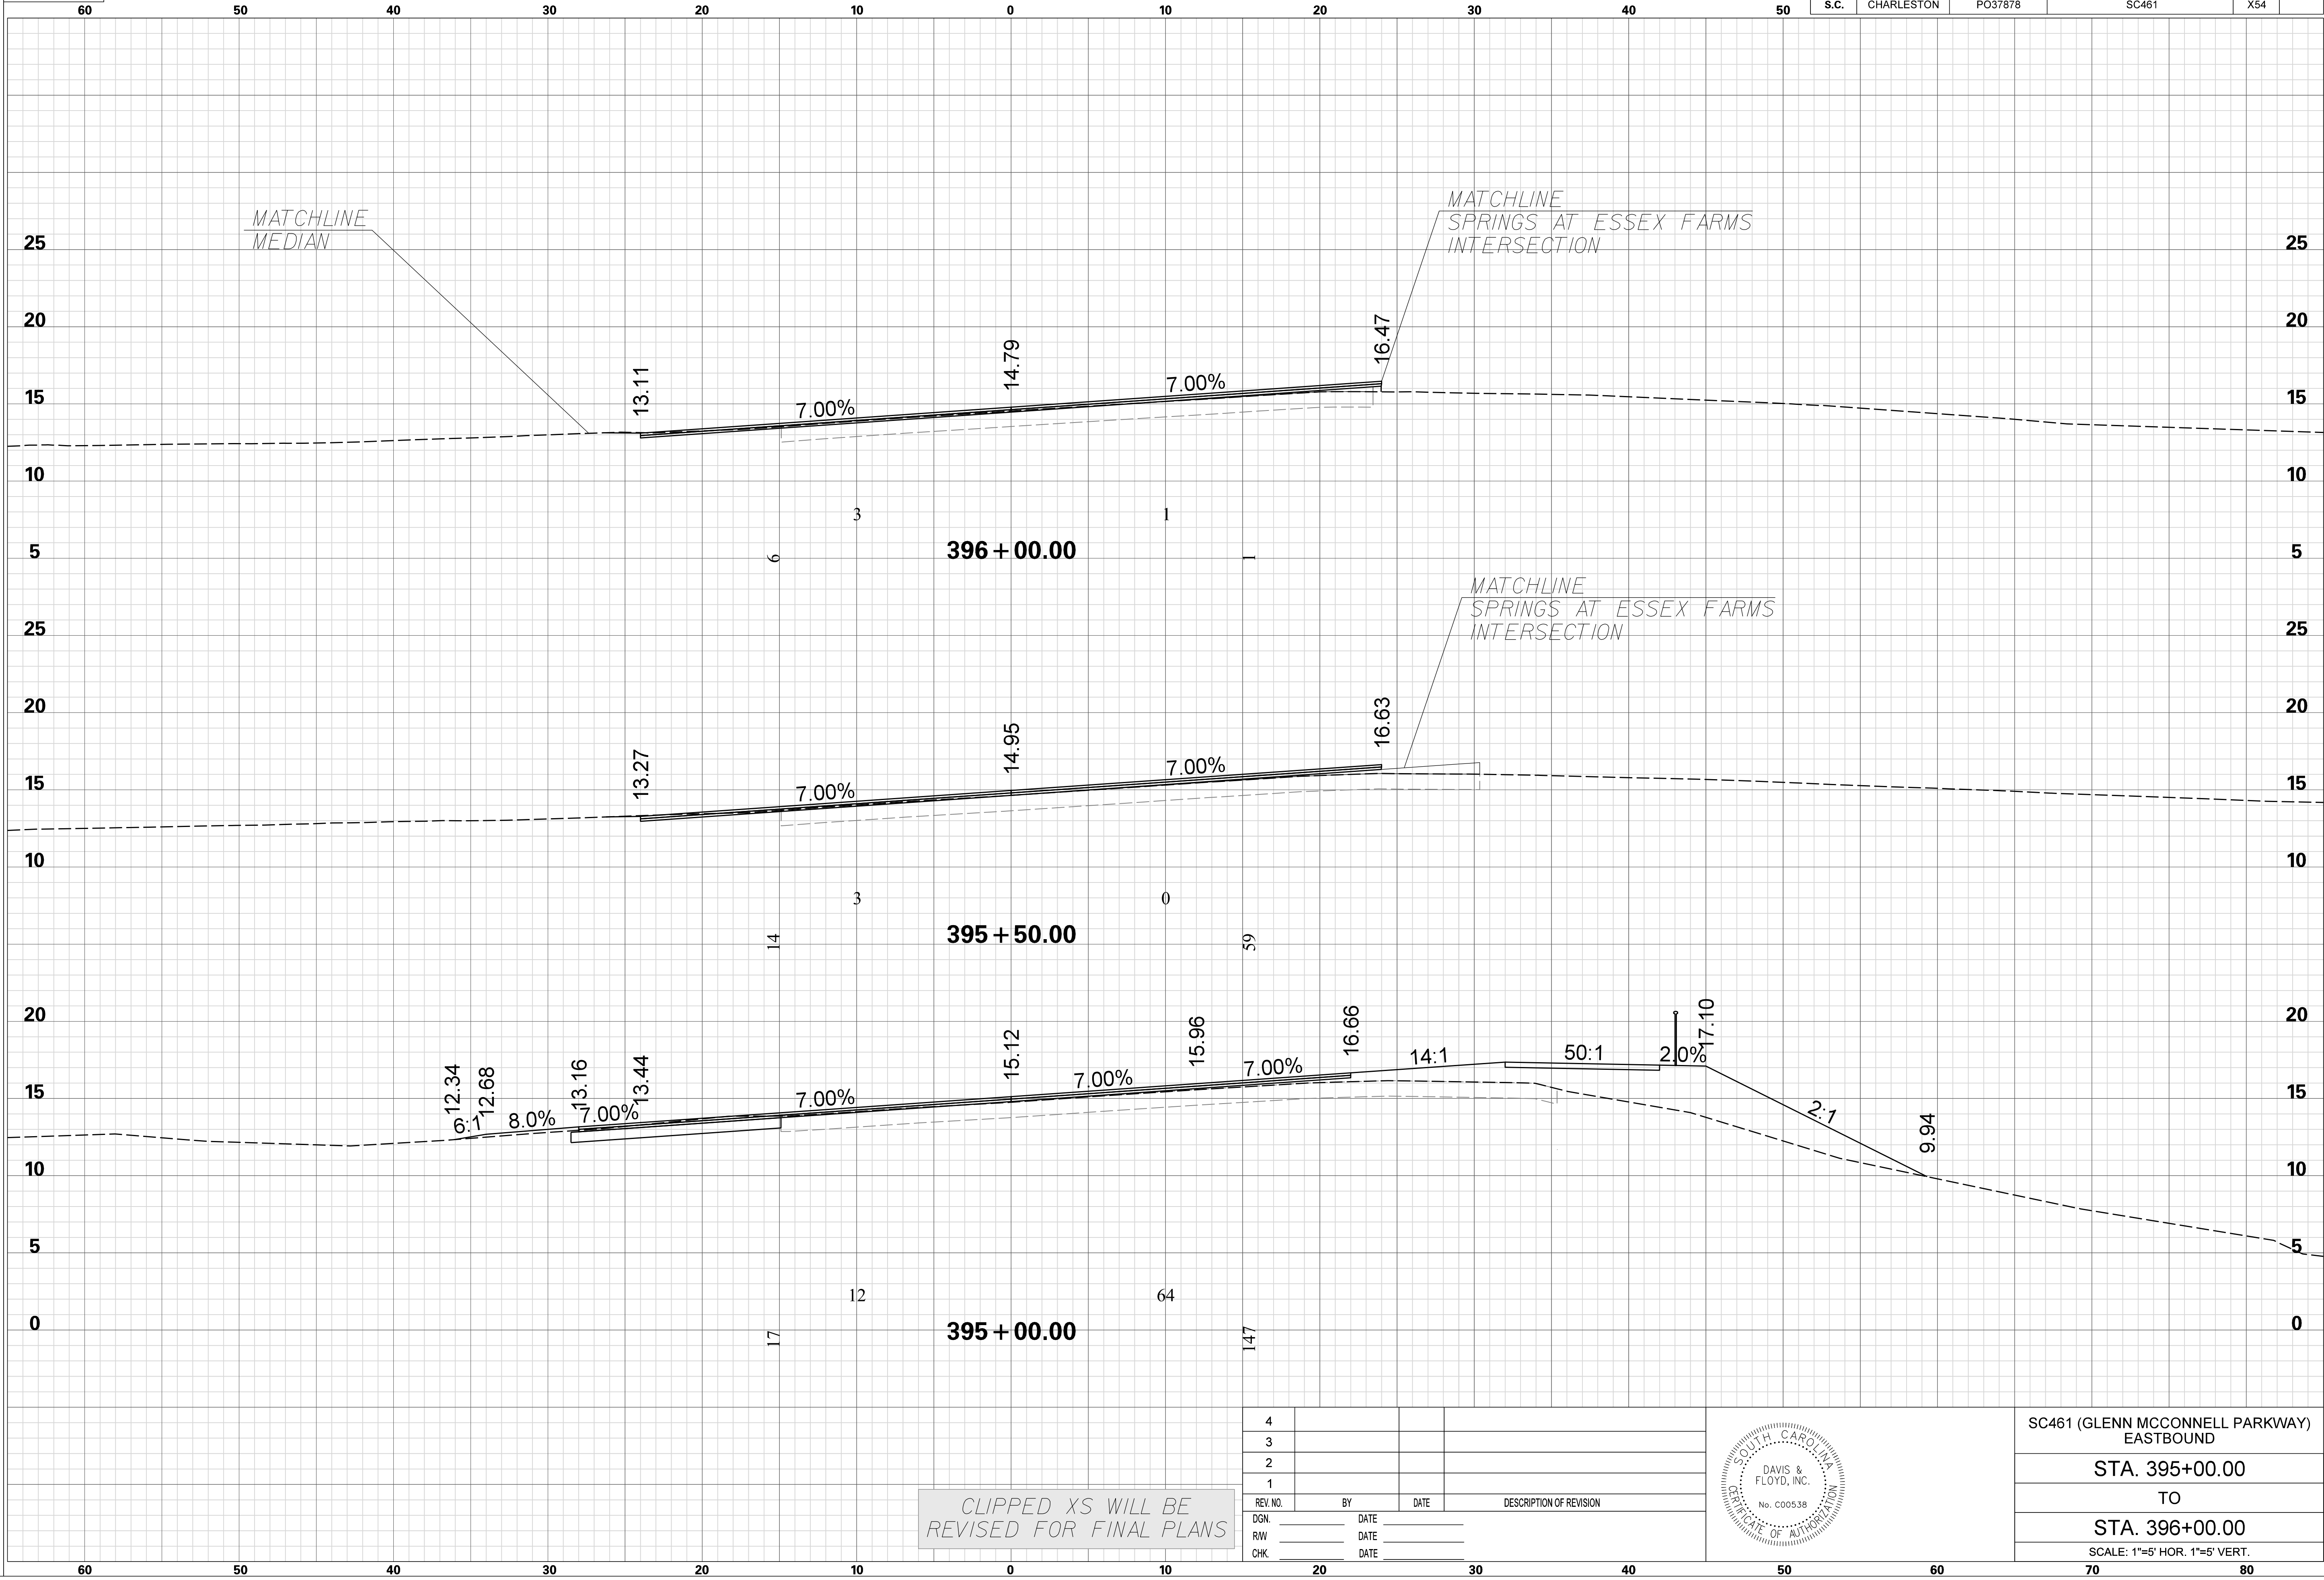 60 50 40 30 20 10 0 10 20 30 40 50
S.C. CHARLESTON PO37878 SC461 X54
MATCHLINE
MEDIAN
MATCHLINE
SPRINGS AT ESSEX FARMS
INTERSECTION
25 25
20 20
13.11 14.79 16.47
7.00% 7.00%
15 15
10 10
3 1
5 6 396+00.00 1 5
MATCHLINE
SPRINGS AT ESSEX FARMS
INTERSECTION
25 25
20 20
13.27 14.95 16.63
7.00% 7.00%
15 15
10 10
3 0
14 395+50.00 59
20 20
12.34 12.68 13.16 13.44 15.12 15.96 16.66 17.10
6:1 8.0% 7.00% 7.00% 7.00% 7.00% 14:1 50:1 2.0%
15 15
2:1 9.94
10 10
5 5
12 64
0 17 395+00.00 147 0
CLIPPED XS WILL BE
REVISED FOR FINAL PLANS
4
3
2
1
REV. NO. BY DATE DESCRIPTION OF REVISION
DGN. DATE
R/W DATE
CHK. DATE
SOUTH CAROLINA
DAVIS &
FLOYD, INC.
No. C00538
CERTIFICATE OF AUTHORIZATION
SC461 (GLENN MCCONNELL PARKWAY)
EASTBOUND
STA. 395+00.00
TO
STA. 396+00.00
SCALE: 1"=5' HOR. 1"=5' VERT.
60 50 40 30 20 10 0 10 20 30 40 50 60 70 80